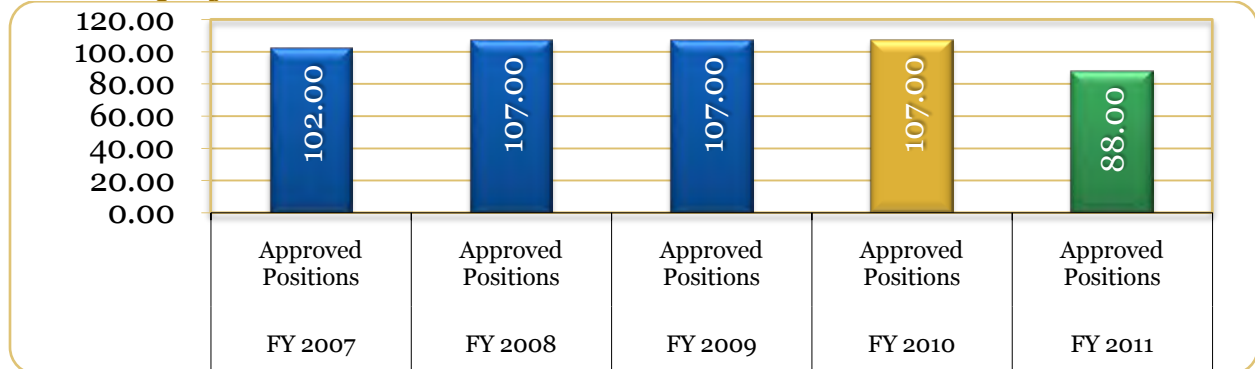 120.00
100.00
80.00
60.00
40.00
20.00
0.00
102.00
107.00
107.00
107.00
88.00
Approved Positions
Approved Positions
Approved Positions
Approved Positions
Approved Positions
FY 2007
FY 2008
FY 2009
FY 2010
FY 2011